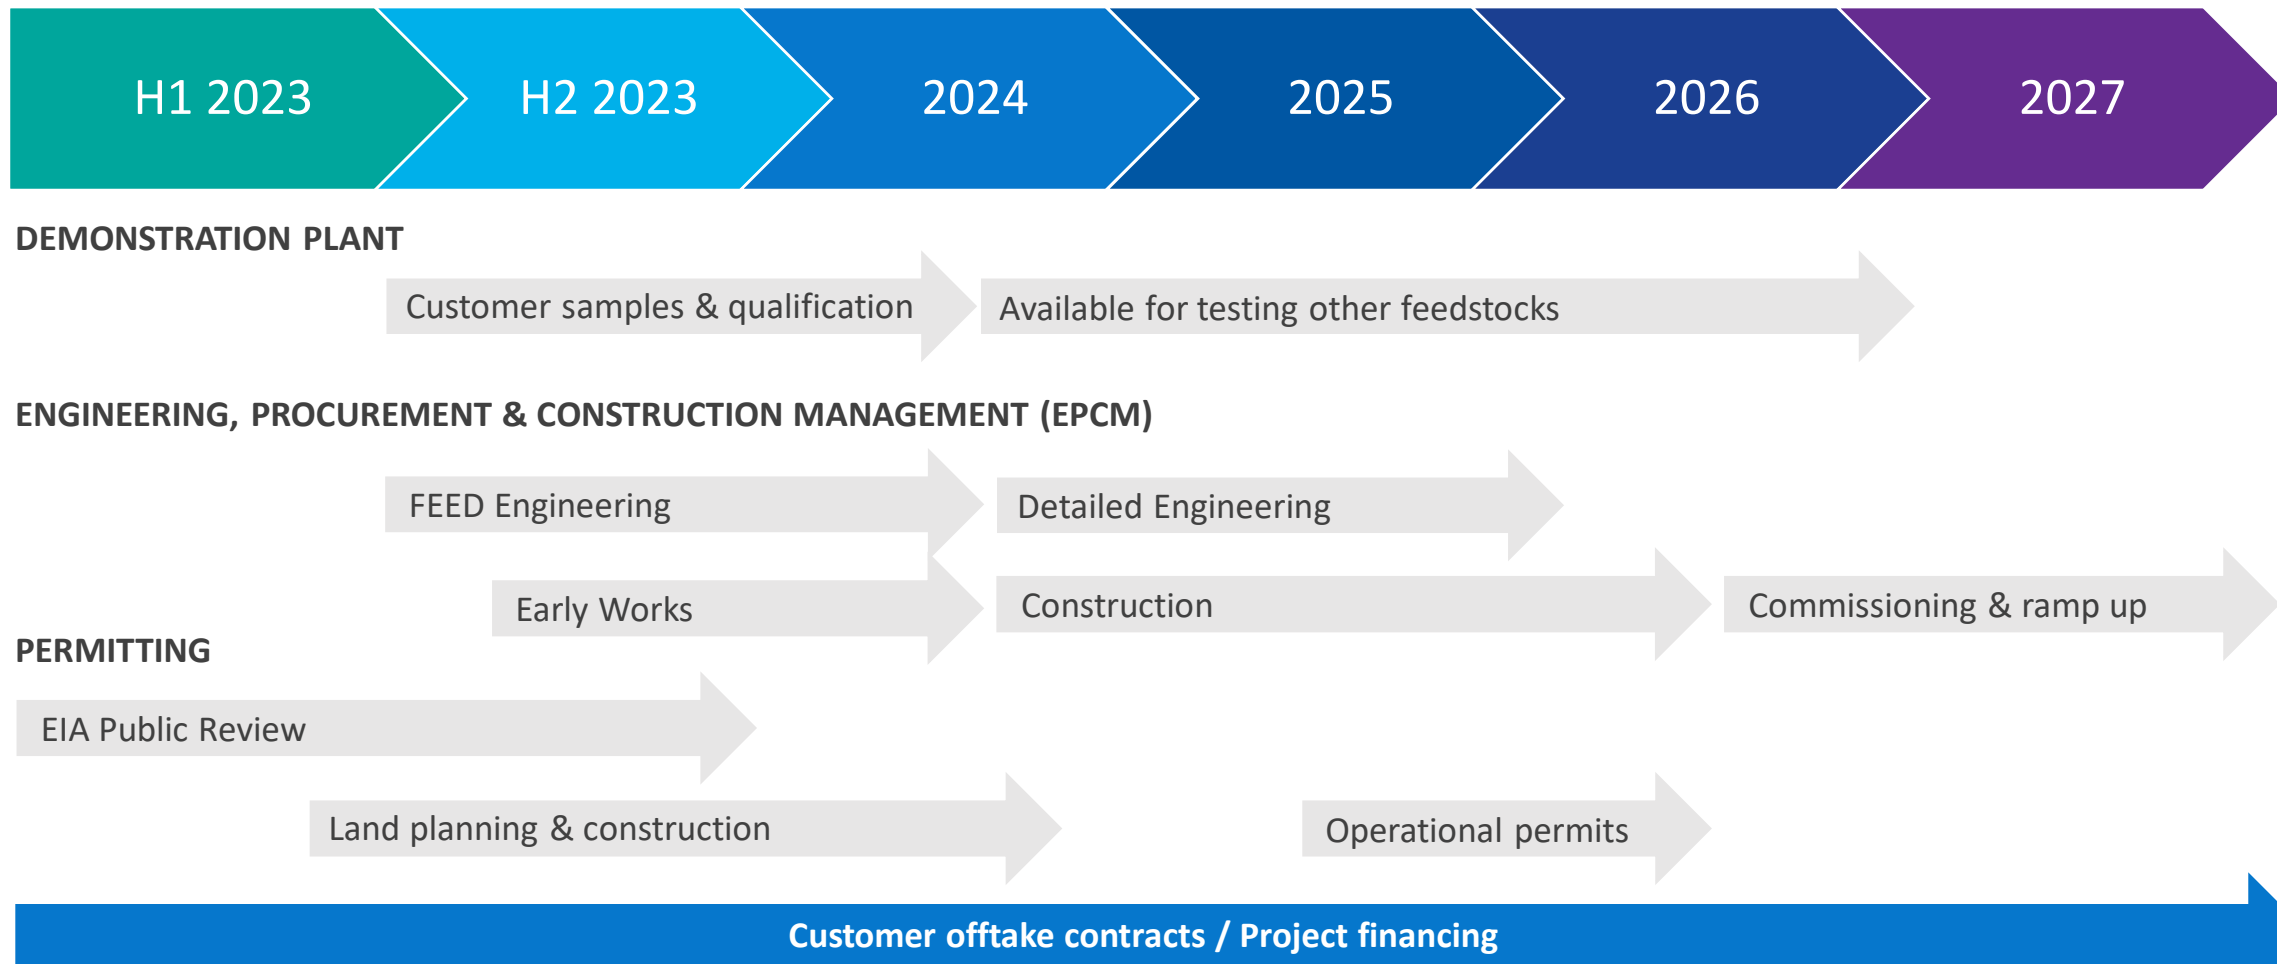 H1 2023
H2 2023
2024
2025
2026
2027
DEMONSTRATION PLANT
Customer samples & qualification
Available for testing other feedstocks
ENGINEERING, PROCUREMENT & CONSTRUCTION MANAGEMENT (EPCM)
FEED Engineering
Detailed Engineering
Early Works
Construction
Commissioning & ramp up
PERMITTING
EIA Public Review
Land planning & construction
Operational permits
Customer offtake contracts / Project financing